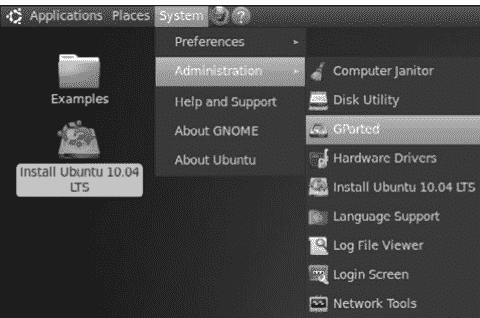 Applications Places System
Preferences
Administration
Help and Support
About GNOME
About Ubuntu
Examples
Install Ubuntu 10.04
LTS
Computer Janitor
Disk Utility
GParted
Hardware Drivers
Install Ubuntu 10.04 LTS
Language Support
Log File Viewer
Login Screen
Network Tools